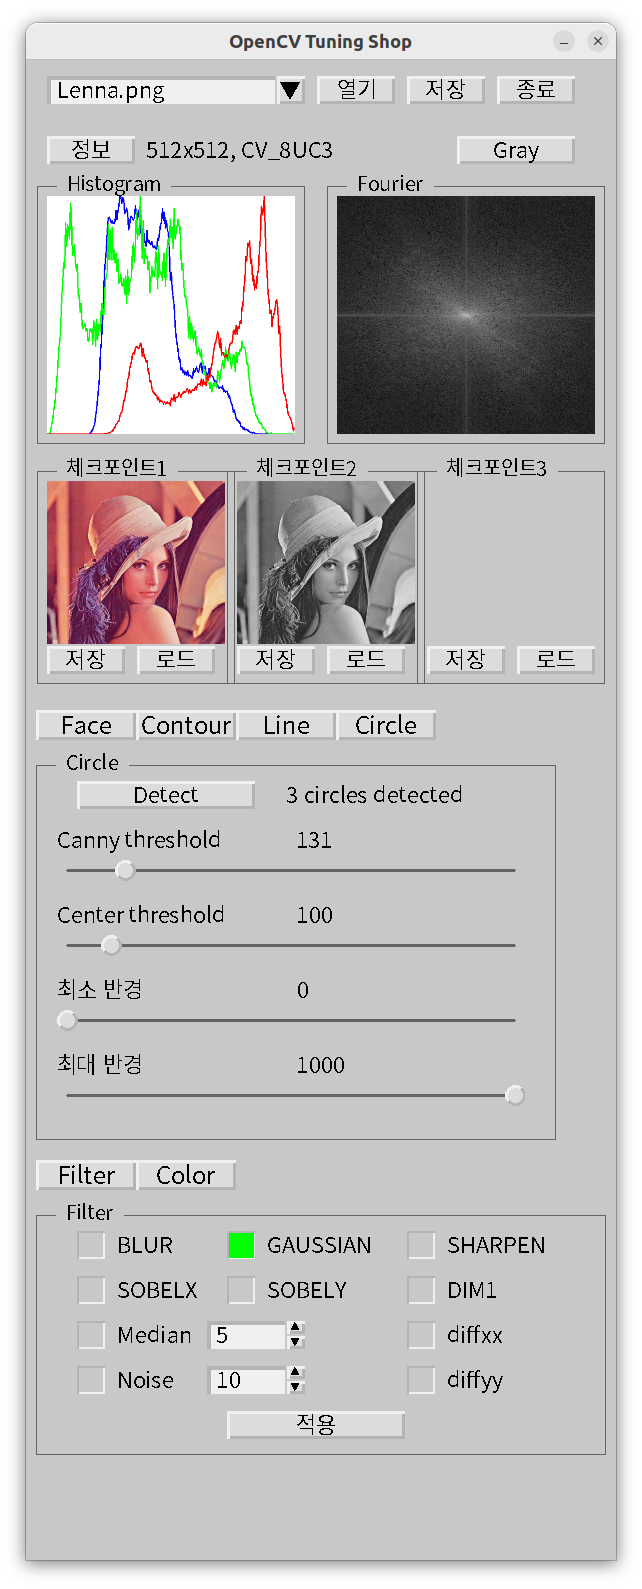 OpenCV Tuning Shop
Lenna.png 열기 저장 종료
정보 512x512, CV_8UC3 Gray
Histogram Fourier
체크포인트1 체크포인트2 체크포인트3
저장 로드 저장 로드 저장 로드
Face Contour Line Circle
Circle
Detect 3 circles detected
Canny threshold 131
Center threshold 100
최소 반경 0
최대 반경 1000
Filter Color
Filter
BLUR GAUSSIAN SHARPEN
SOBELX SOBELY DIM1
Median 5 diffxx
Noise 10 diffyy
적용